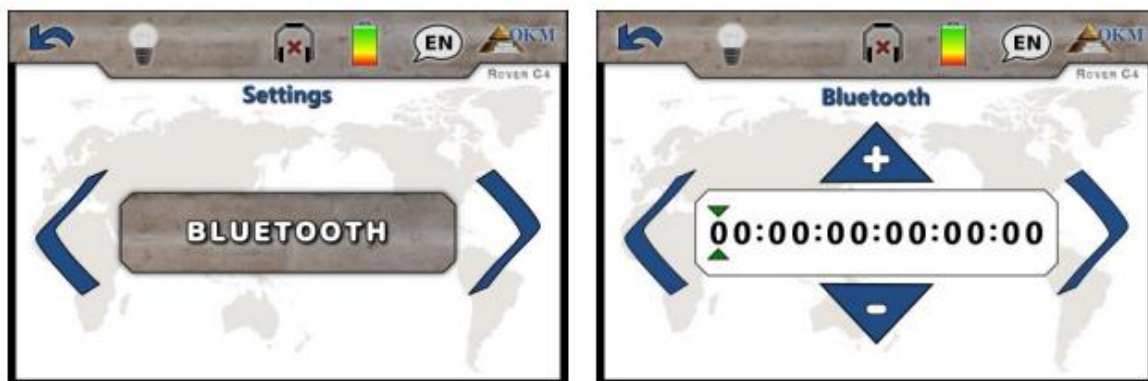 EN OKM
ROVER C4
Settings
BLUETOOTH
EN OKM
ROVER C4
Bluetooth
+
00:00:00:00:00:00
-